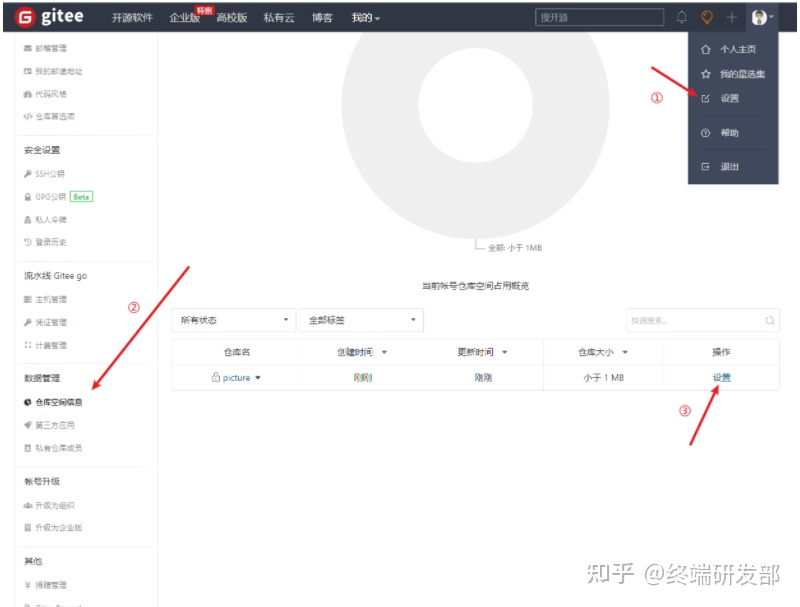 gitee 开源软件 企业版 特惠 高校版 私有云 博客 我的 搜开源
个人主页
我的星选集
① 设置
帮助
退出
邮箱管理
我的邮递地址
代码风格
仓库首选项
安全设置
SSH公钥
GPG公钥 Beta
私人令牌
登录历史
流水线 Gitee go
主机管理
凭证管理
计费管理
数据管理
仓库空间信息
第三方应用
私有仓库成员
帐号升级
升级为组织
升级为企业版
其他
捐赠管理
②
全部: 小于 1MB
当前帐号仓库空间占用概览
所有状态 全部标签 快速搜索...
仓库名 创建时间 更新时间 仓库大小 操作
picture 刚刚 刚刚 小于 1 MB 设置
③
知乎 @终端研发部